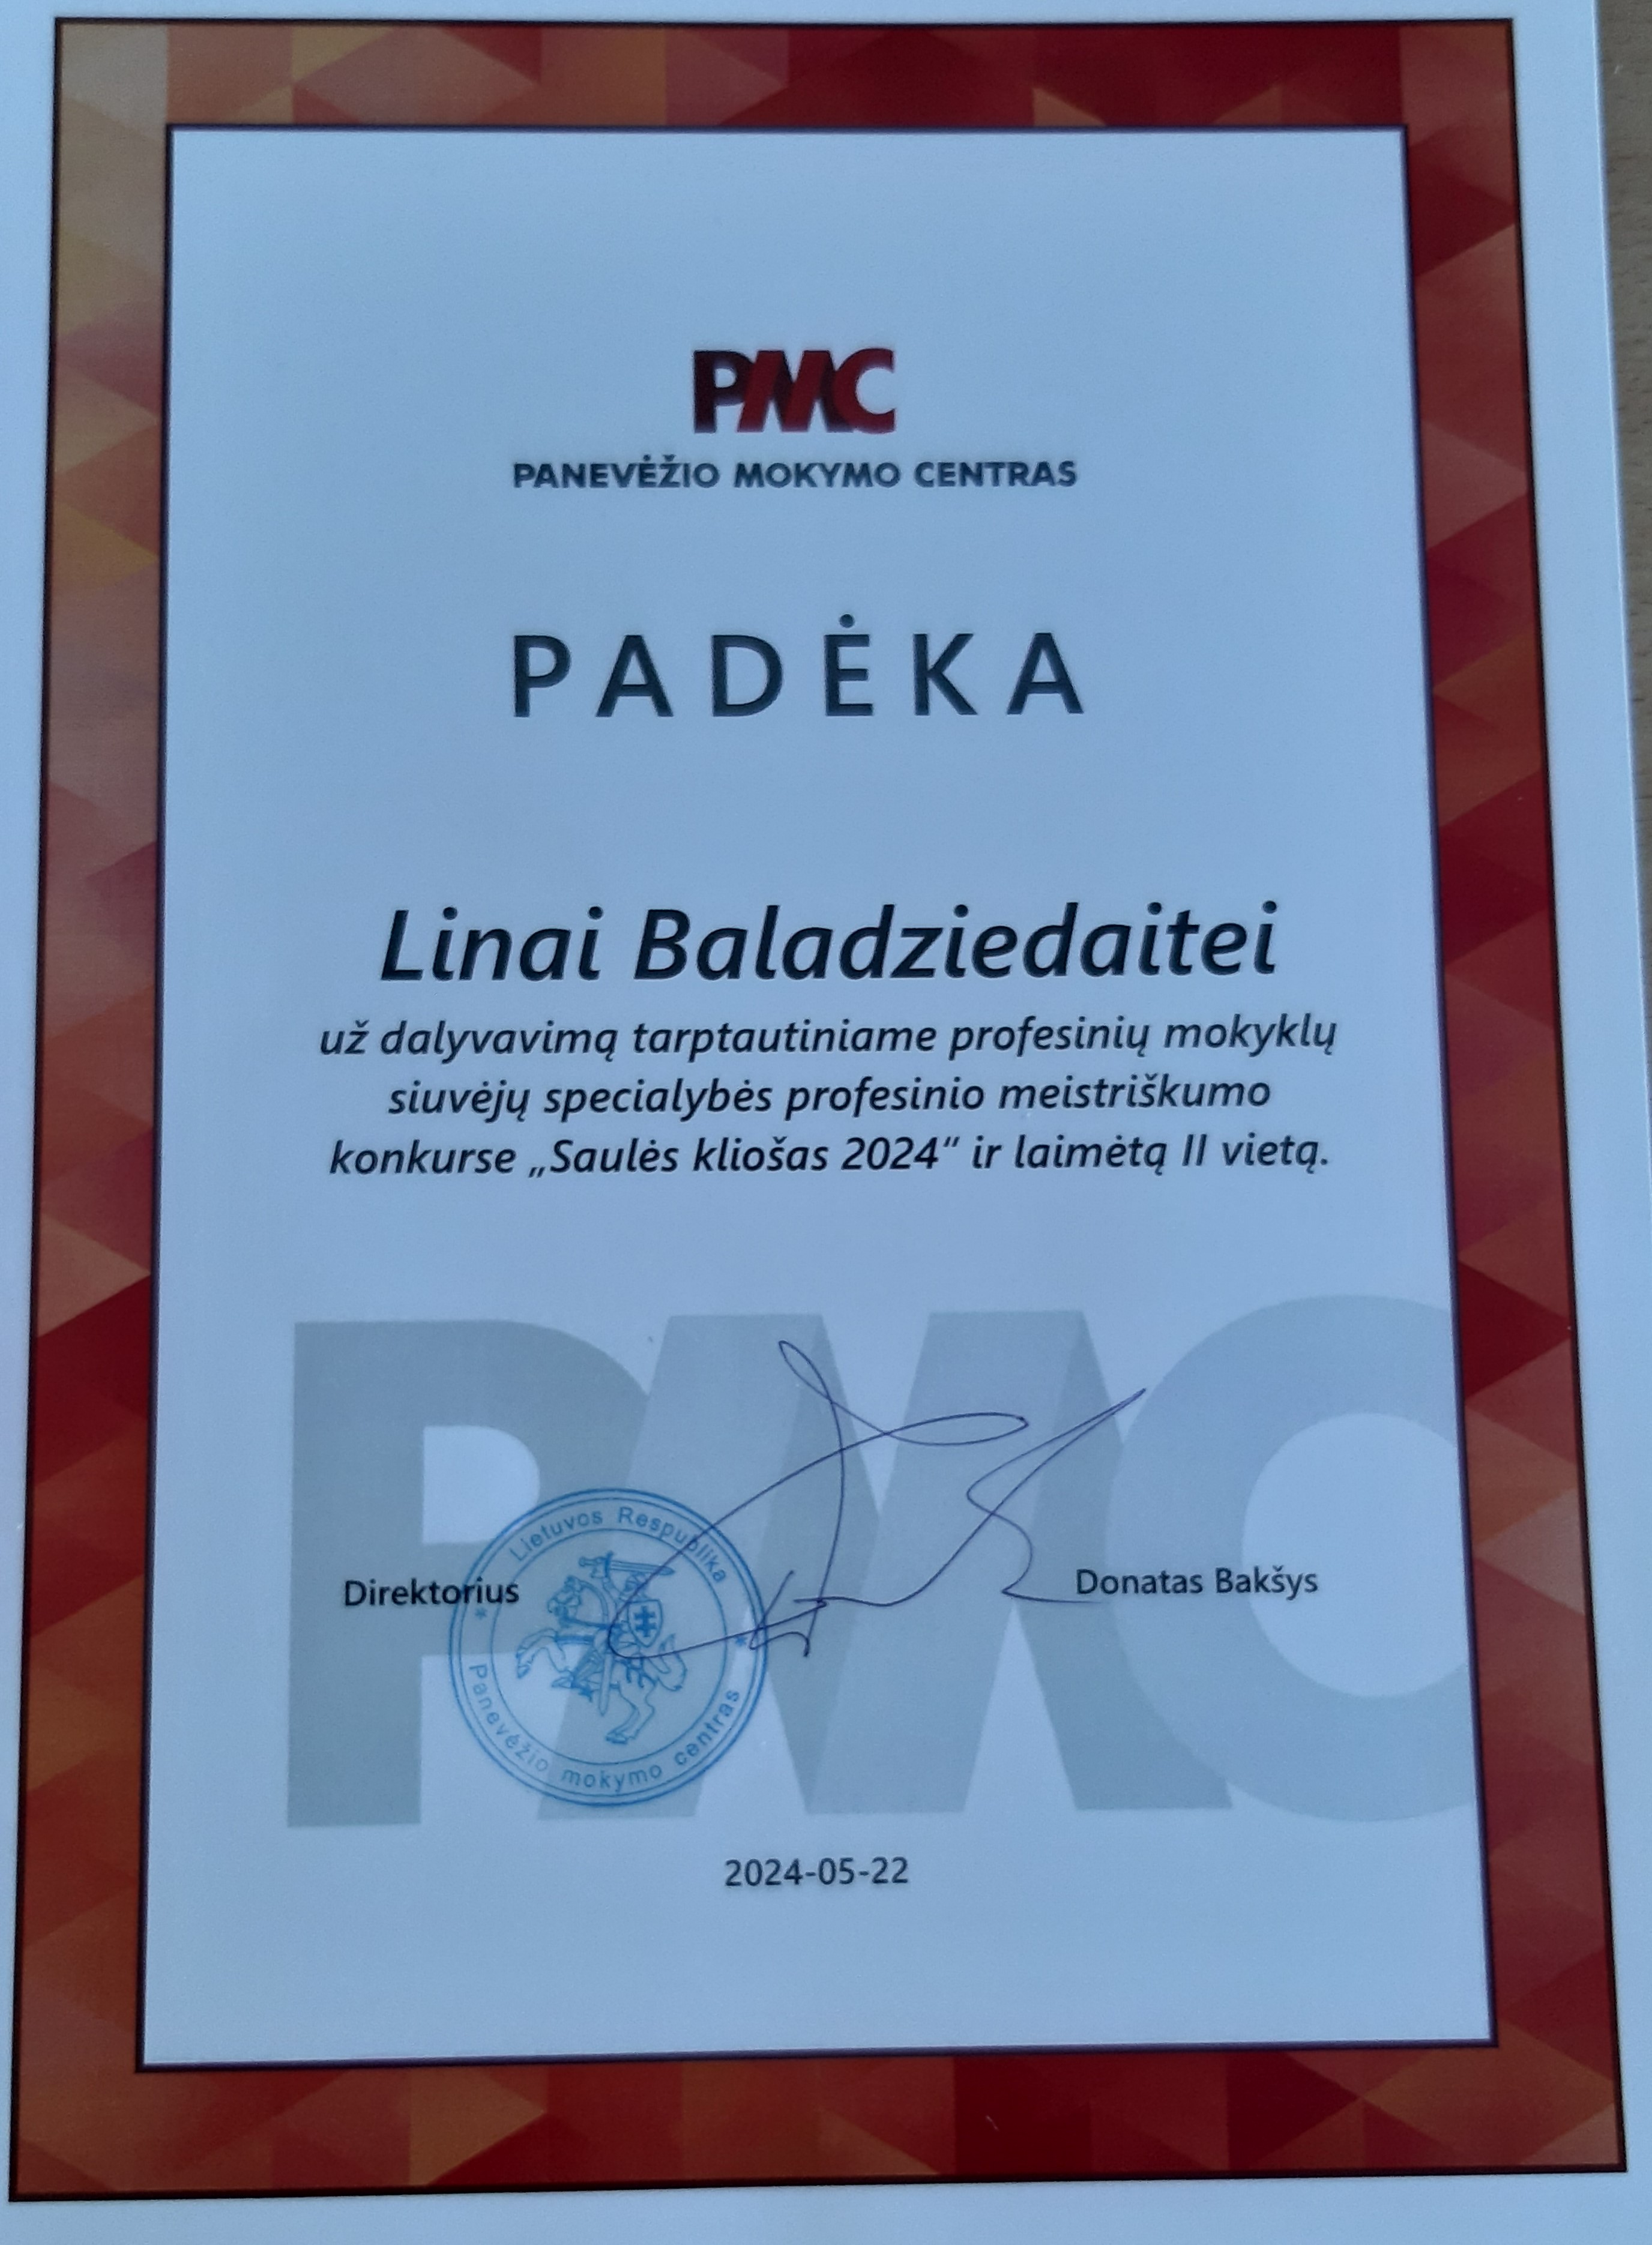 PMC
PANEVĖŽIO MOKYMO CENTRAS
PADĖKA
Linai Baladziedaitei
už dalyvavimą tarptautiniame profesinių mokyklų
siuvėjų specialybės profesinio meistriškumo
konkurse „Saulės kliošas 2024“ ir laimėtą II vietą.
PMC
Direktorius
Lietuvos Respublika
* Panevėžio mokymo centras *
Donatas Bakšys
2024-05-22